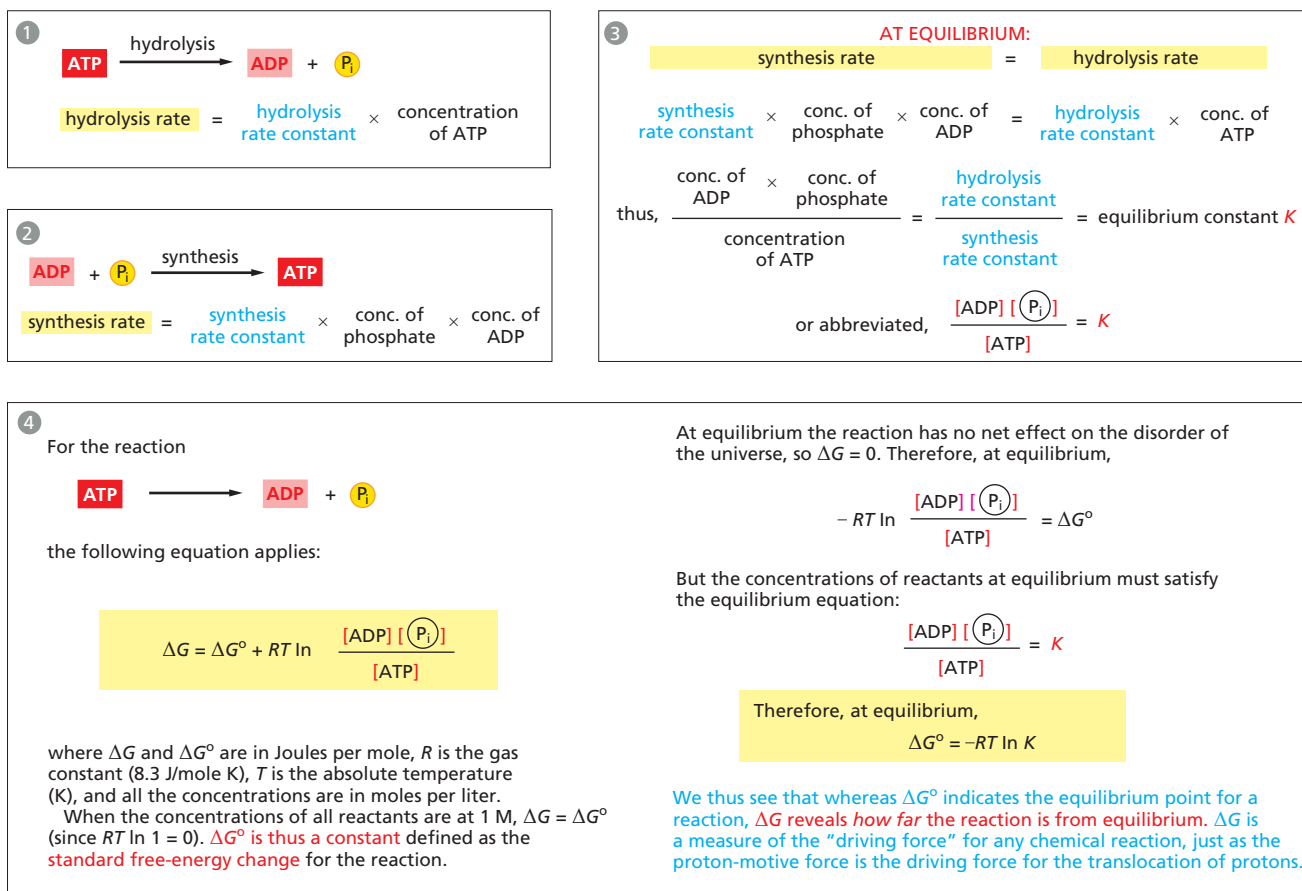 1
ATP hydrolysis ADP + Pi
hydrolysis rate = hydrolysis rate constant × concentration of ATP
2
ADP + Pi synthesis ATP
synthesis rate = synthesis rate constant × conc. of phosphate × conc. of ADP
3
AT EQUILIBRIUM:
synthesis rate = hydrolysis rate
synthesis rate constant × conc. of phosphate × conc. of ADP = hydrolysis rate constant × conc. of ATP
thus, conc. of ADP × conc. of phosphate / concentration of ATP = hydrolysis rate constant / synthesis rate constant = equilibrium constant K
or abbreviated, [ADP] [Pi] / [ATP] = K
4
For the reaction
ATP ADP + Pi
the following equation applies:
ΔG = ΔG° + RT ln [ADP] [Pi] / [ATP]
where ΔG and ΔG° are in Joules per mole, R is the gas
constant (8.3 J/mole K), T is the absolute temperature
(K), and all the concentrations are in moles per liter.
When the concentrations of all reactants are at 1 M, ΔG = ΔG°
(since RT ln 1 = 0). ΔG° is thus a constant defined as the
standard free-energy change for the reaction.
At equilibrium the reaction has no net effect on the disorder of
the universe, so ΔG = 0. Therefore, at equilibrium,
– RT ln [ADP] [Pi] / [ATP] = ΔG°
But the concentrations of reactants at equilibrium must satisfy
the equilibrium equation:
[ADP] [Pi] / [ATP] = K
Therefore, at equilibrium,
ΔG° = –RT ln K
We thus see that whereas ΔG° indicates the equilibrium point for a
reaction, ΔG reveals how far the reaction is from equilibrium. ΔG is
a measure of the “driving force” for any chemical reaction, just as the
proton-motive force is the driving force for the translocation of protons.